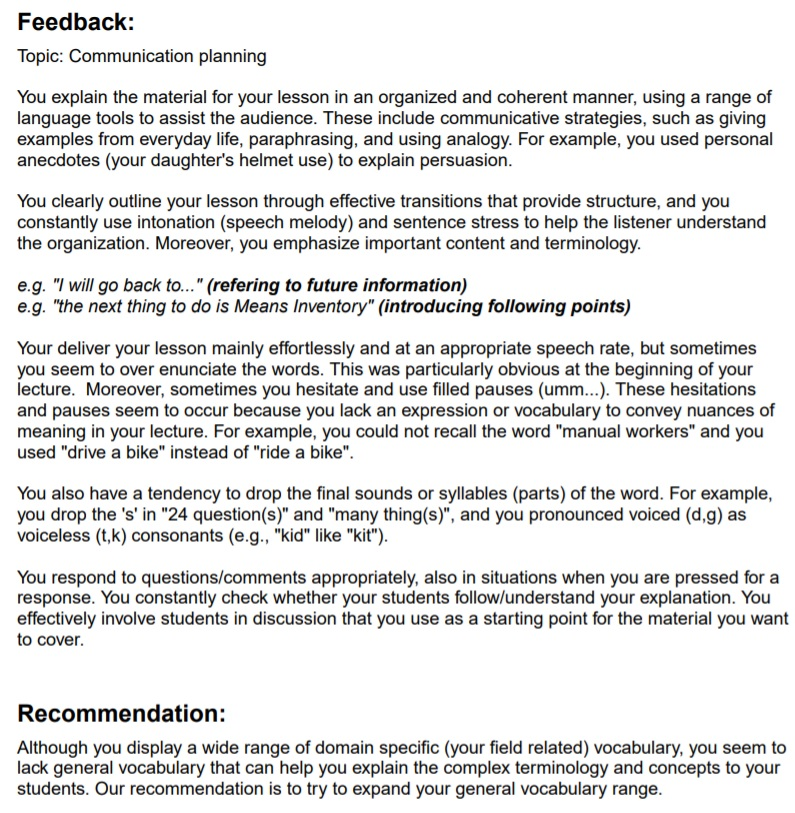 Feedback:
Topic: Communication planning
You explain the material for your lesson in an organized and coherent manner, using a range of
language tools to assist the audience. These include communicative strategies, such as giving
examples from everyday life, paraphrasing, and using analogy. For example, you used personal
anecdotes (your daughter's helmet use) to explain persuasion.
You clearly outline your lesson through effective transitions that provide structure, and you
constantly use intonation (speech melody) and sentence stress to help the listener understand
the organization. Moreover, you emphasize important content and terminology.
e.g. "I will go back to..." (refering to future information)
e.g. "the next thing to do is Means Inventory" (introducing following points)
Your deliver your lesson mainly effortlessly and at an appropriate speech rate, but sometimes
you seem to over enunciate the words. This was particularly obvious at the beginning of your
lecture.  Moreover, sometimes you hesitate and use filled pauses (umm...). These hesitations
and pauses seem to occur because you lack an expression or vocabulary to convey nuances of
meaning in your lecture. For example, you could not recall the word "manual workers" and you
used "drive a bike" instead of "ride a bike".
You also have a tendency to drop the final sounds or syllables (parts) of the word. For example,
you drop the 's' in "24 question(s)" and "many thing(s)", and you pronounced voiced (d,g) as
voiceless (t,k) consonants (e.g., "kid" like "kit").
You respond to questions/comments appropriately, also in situations when you are pressed for a
response. You constantly check whether your students follow/understand your explanation. You
effectively involve students in discussion that you use as a starting point for the material you want
to cover.
Recommendation:
Although you display a wide range of domain specific (your field related) vocabulary, you seem to
lack general vocabulary that can help you explain the complex terminology and concepts to your
students. Our recommendation is to try to expand your general vocabulary range.